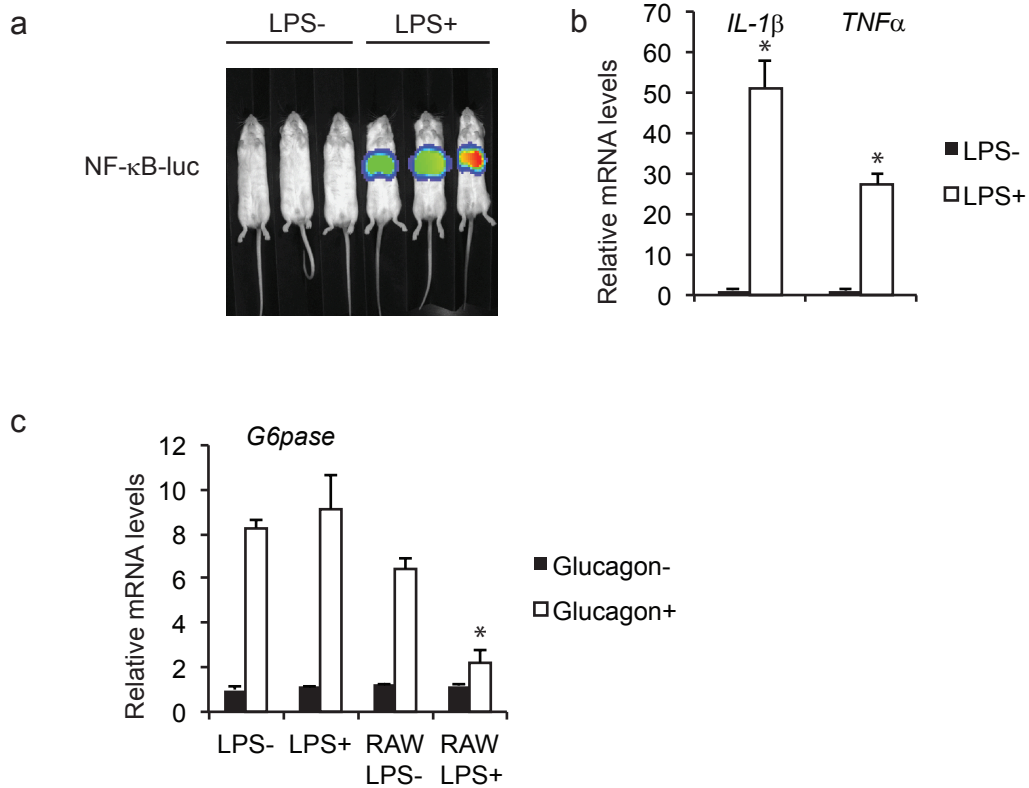 a
LPS- LPS+
NF-κB-luc
b
IL-1β TNFα
*
*
Relative mRNA levels
70
60
50
40
30
20
10
0
LPS-
LPS+
c
G6pase
Relative mRNA levels
12
10
8
6
4
2
0
*
Glucagon-
Glucagon+
LPS- LPS+ RAW RAW
LPS- LPS+